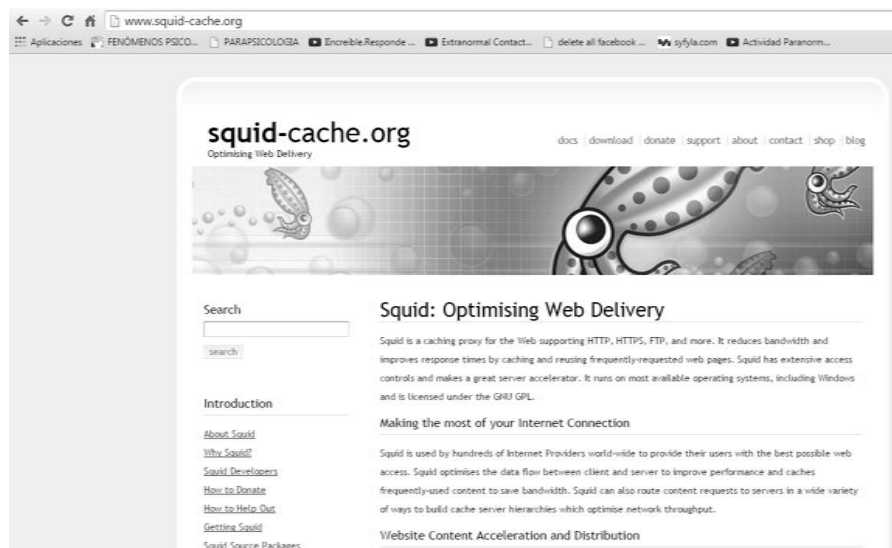 www.squid-cache.org
Aplicaciones FENÓMENOS PSICO... PARAPSICOLOGIA IIncreible.Responde ... Extranormal Contact... delete all facebook ... syfyla.com Actividad Paranorm...
squid-cache.org
Optimising Web Delivery
docs download donate support about contact shop blog
Search
search
Introduction
About Squid
Why Squid?
Squid Developers
How to Donate
How to Help Out
Getting Squid
Squid Source Packages
Squid: Optimising Web Delivery
Squid is a caching proxy for the Web supporting HTTP, HTTPS, FTP, and more. It reduces bandwidth and
improves response times by caching and reusing frequently-requested web pages. Squid has extensive access
controls and makes a great server accelerator. It runs on most available operating systems, including Windows
and is licensed under the GNU GPL.
Making the most of your Internet Connection
Squid is used by hundreds of Internet Providers world-wide to provide their users with the best possible web
access. Squid optimises the data flow between client and server to improve performance and caches
frequently-used content to save bandwidth. Squid can also route content requests to servers in a wide variety
of ways to build cache server hierarchies which optimise network throughput.
Website Content Acceleration and Distribution